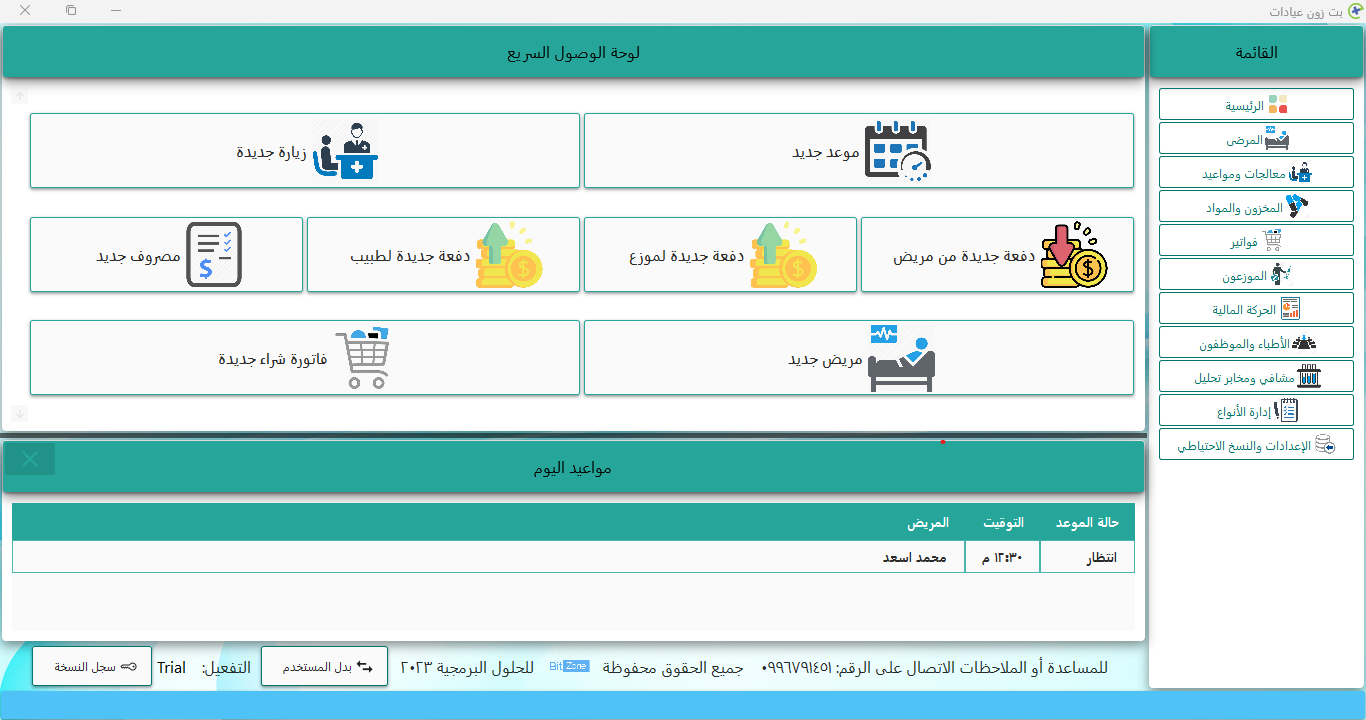 بت زون عيادات
القائمة
الرئيسية
المرضى
معالجات ومواعيد
المخزون والمواد
فواتير
الموزعون
الحركة المالية
الأطباء والموظفون
مشافي ومخابر تحليل
إدارة الأنواع
الإعدادات والنسخ الاحتياطي
لوحة الوصول السريع
موعد جديد
زيارة جديدة
دفعة جديدة من مريض
دفعة جديدة لموزع
دفعة جديدة لطبيب
مصروف جديد
مريض جديد
فاتورة شراء جديدة
مواعيد اليوم
حالة الموعد التوقيت المريض
انتظار ١٢:٣٠ م محمد اسعد
للمساعدة أو الملاحظات الاتصال على الرقم: ٠٩٩٦٧٩١٤٥١ جميع الحقوق محفوظة BitZone للحلول البرمجية ٢٠٢٣ بدل المستخدم التفعيل: Trial سجل النسخة